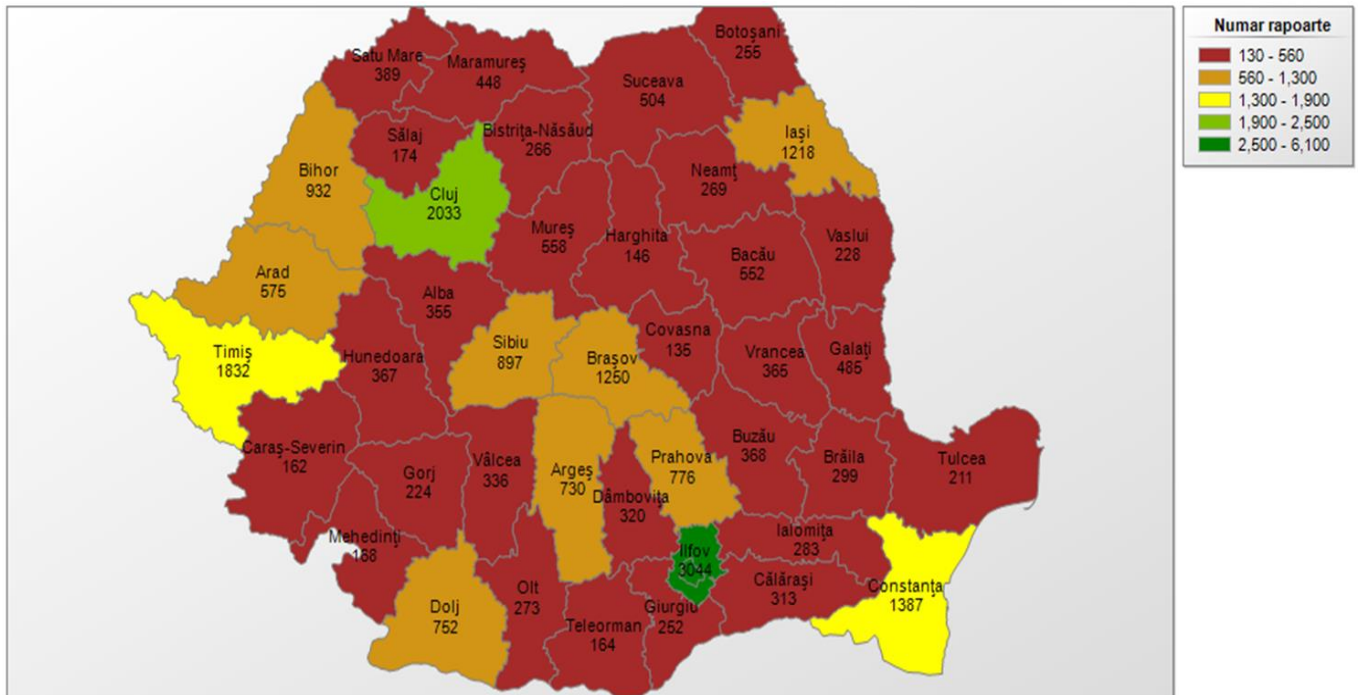 Numar rapoarte
130 - 560
560 - 1,300
1,300 - 1,900
1,900 - 2,500
2,500 - 6,100
Botoşani
255
Satu Mare
389
Maramureş
448
Suceava
504
Iaşi
1218
Sălaj
174
Bistriţa-Năsăud
266
Bihor
932
Neamţ
269
Cluj
2033
Mureş
558
Harghita
146
Bacău
552
Vaslui
228
Arad
575
Alba
355
Covasna
135
Sibiu
897
Braşov
1250
Vrancea
365
Galaţi
485
Timiş
1832
Hunedoara
367
Caraş-Severin
162
Gorj
224
Vâlcea
336
Argeş
730
Prahova
776
Dâmboviţa
320
Buzău
368
Brăila
299
Tulcea
211
Mehedinţi
168
Ilfov
3044
Ialomiţa
283
Călăraşi
313
Constanţa
1387
Dolj
752
Olt
273
Teleorman
164
Giurgiu
252